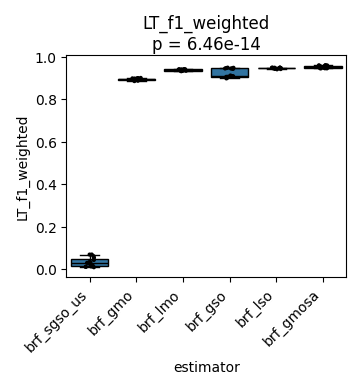 LT_f1_weighted
p = 6.46e-14
LT_f1_weighted
1.0
0.8
0.6
0.4
0.2
0.0
brf_sgso_us
brf_gmo
brf_lmo
brf_gso
brf_lso
brf_gmosa
estimator